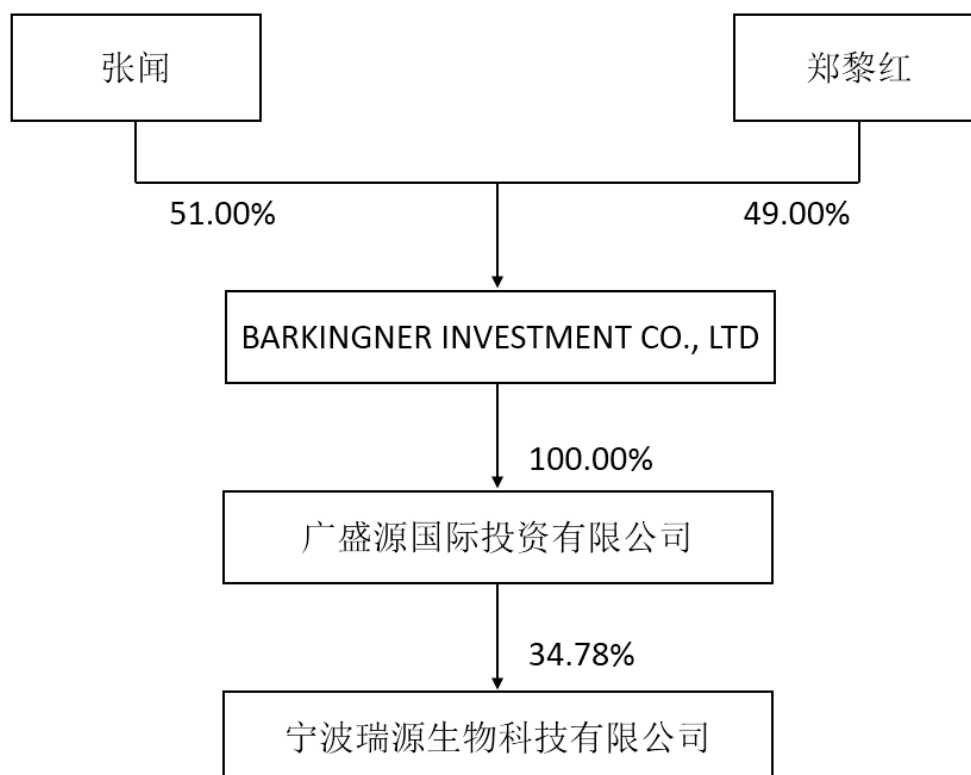 张闻
郑黎红
51.00%
49.00%
BARKINGNER INVESTMENT CO., LTD
100.00%
广盛源国际投资有限公司
34.78%
宁波瑞源生物科技有限公司